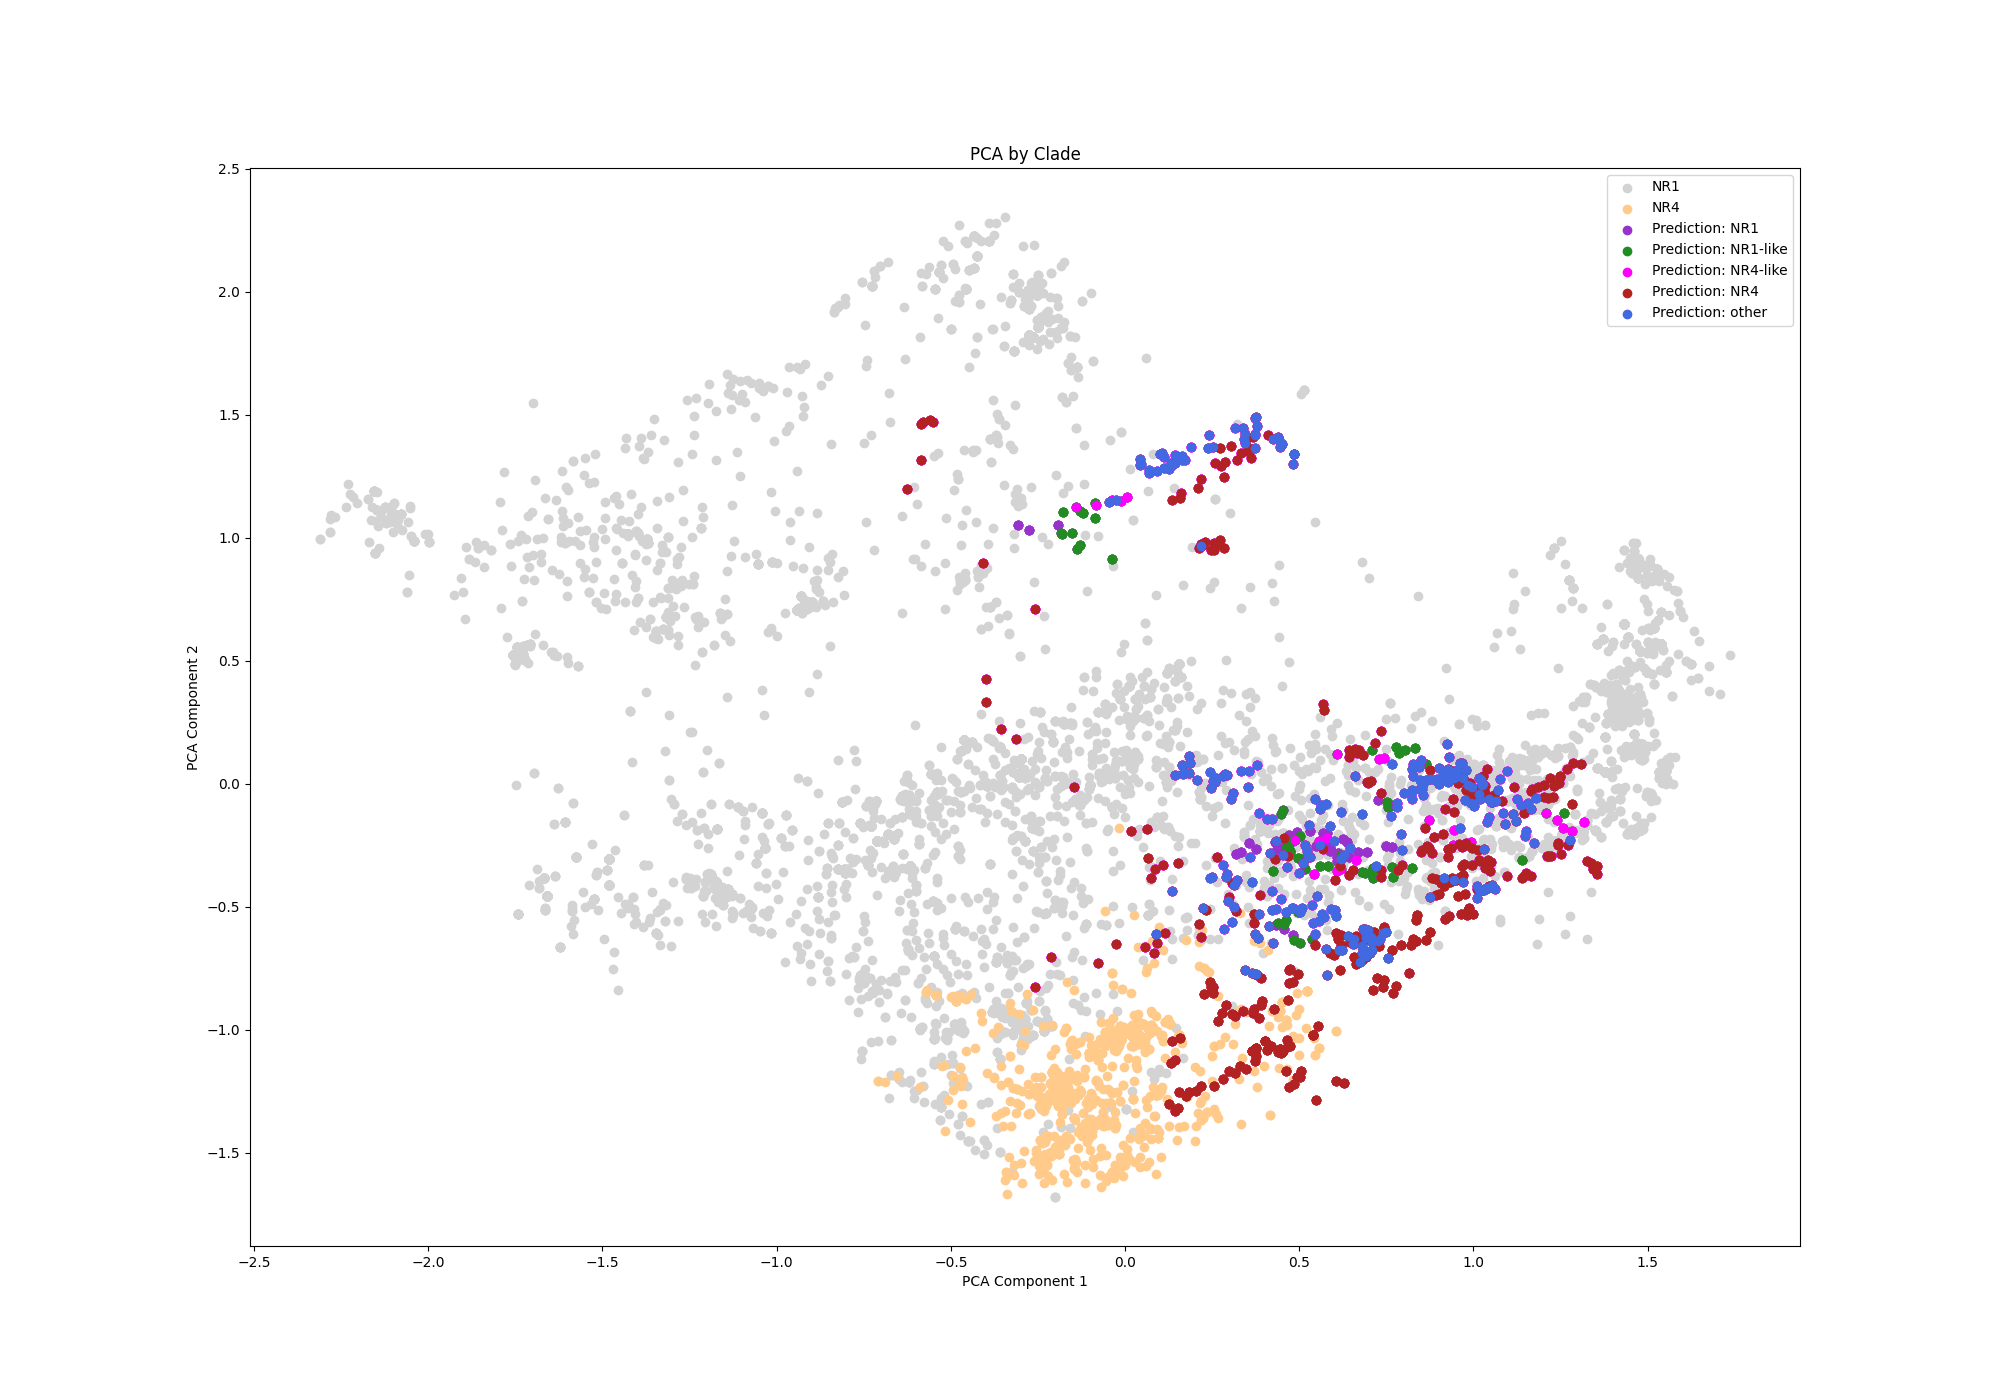 PCA by Clade
NR1
NR4
Prediction: NR1
Prediction: NR1-like
Prediction: NR4-like
Prediction: NR4
Prediction: other
PCA Component 2
2.5
2.0
1.5
1.0
0.5
0.0
−0.5
−1.0
−1.5
−2.5 −2.0 −1.5 −1.0 −0.5 0.0 0.5 1.0 1.5
PCA Component 1